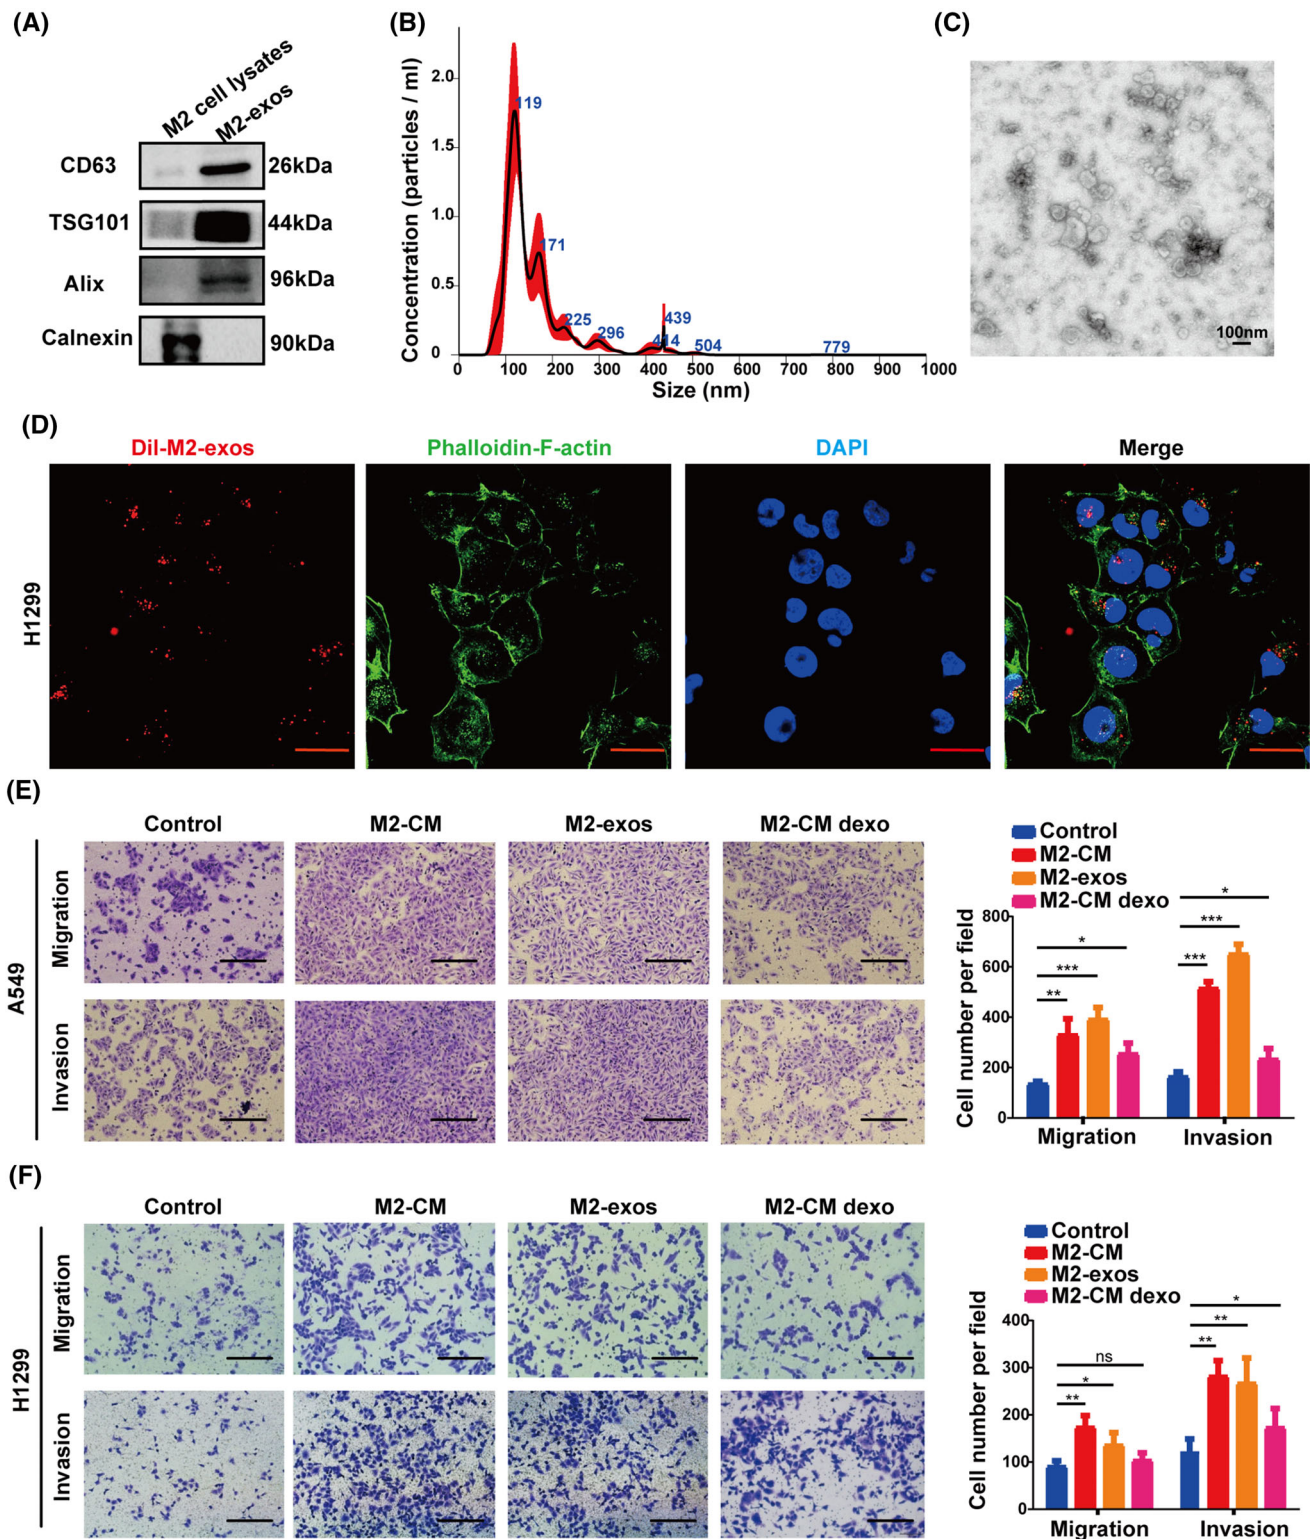 (A)
M2 cell lysates
M2-exos
CD63
26kDa
TSG101
44kDa
Alix
96kDa
Calnexin
90kDa
(B)
Concentration (particles / ml)
2.0
1.5
1.0
0.5
0
119
171
225
296
414
439
504
779
0 100 200 300 400 500 600 700 800 900 1000
Size (nm)
(C)
100nm
(D)
Dil-M2-exos
Phalloidin-F-actin
DAPI
Merge
H1299
(E)
Control
M2-CM
M2-exos
M2-CM dexo
A549
Migration
Invasion
Control
M2-CM
M2-exos
M2-CM dexo
Cell number per field
800
600
400
200
0
**
***
*
***
***
*
Migration
Invasion
(F)
Control
M2-CM
M2-exos
M2-CM dexo
H1299
Migration
Invasion
Control
M2-CM
M2-exos
M2-CM dexo
Cell number per field
400
300
200
100
0
**
*
ns
**
**
*
Migration
Invasion